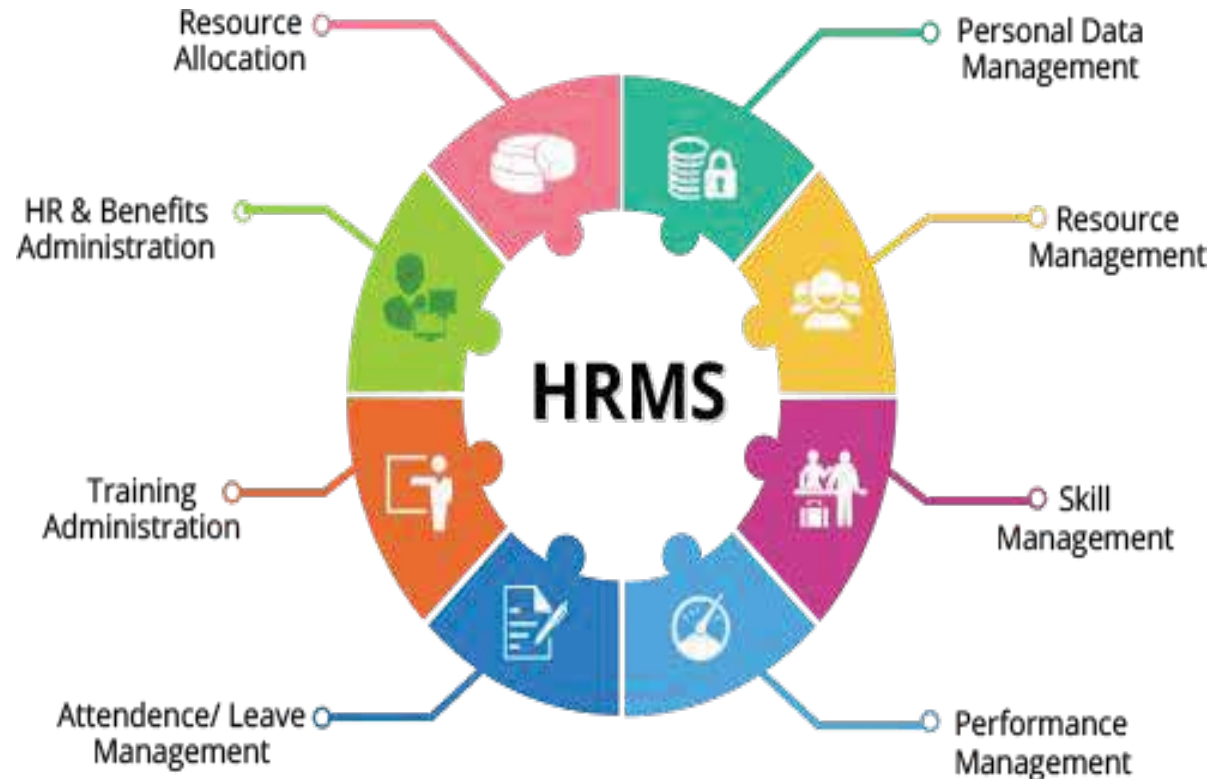 Resource
Allocation
Personal Data
Management
HR & Benefits
Administration
Resource
Management
HRMS
Training
Administration
Skill
Management
Attendence/ Leave
Management
Performance
Management